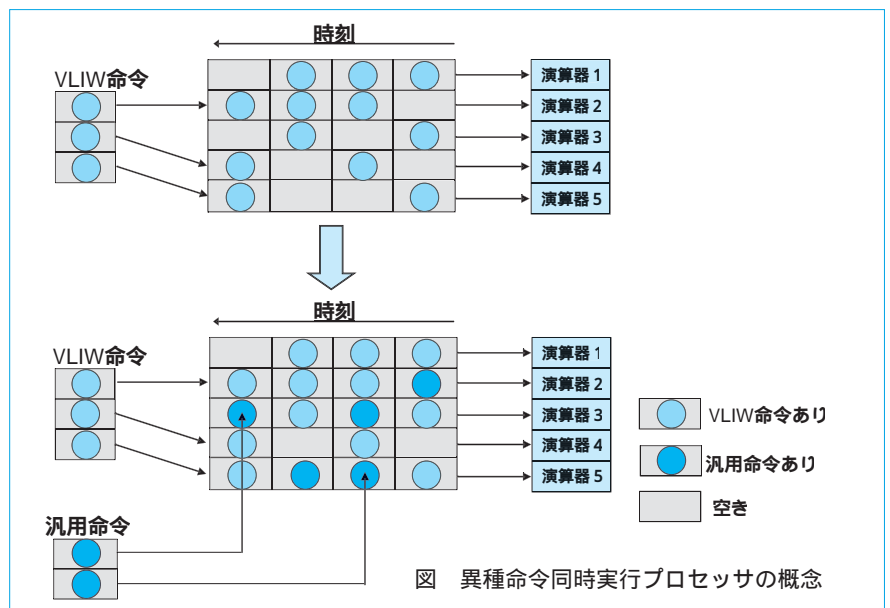 時刻
VLIW命令
演算器 1
演算器 2
演算器 3
演算器 4
演算器 5
時刻
VLIW命令
演算器 1
演算器 2
演算器 3
演算器 4
演算器 5
VLIW命令あり
汎用命令あり
空き
汎用命令
図 異種命令同時実行プロセッサの概念